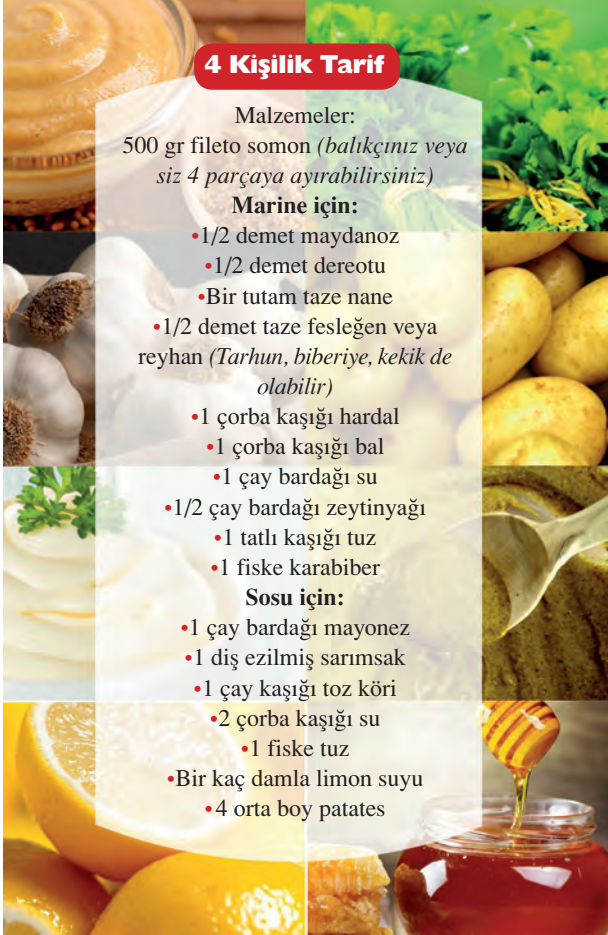 4 Kişilik Tarif
Malzemeler:
500 gr fileto somon (balıkçınız veya
siz 4 parçaya ayırabilirsiniz)
Marine için:
•1/2 demet maydanoz
•1/2 demet dereotu
•Bir tutam taze nane
•1/2 demet taze fesleğen veya
reyhan (Tarhun, biberiye, kekik de
olabilir)
•1 çorba kaşığı hardal
•1 çorba kaşığı bal
•1 çay bardağı su
•1/2 çay bardağı zeytinyağı
•1 tatlı kaşığı tuz
•1 fiske karabiber
Sosu için:
•1 çay bardağı mayonez
•1 diş ezilmiş sarımsak
•1 çay kaşığı toz köri
•2 çorba kaşığı su
•1 fiske tuz
•Bir kaç damla limon suyu
•4 orta boy patates